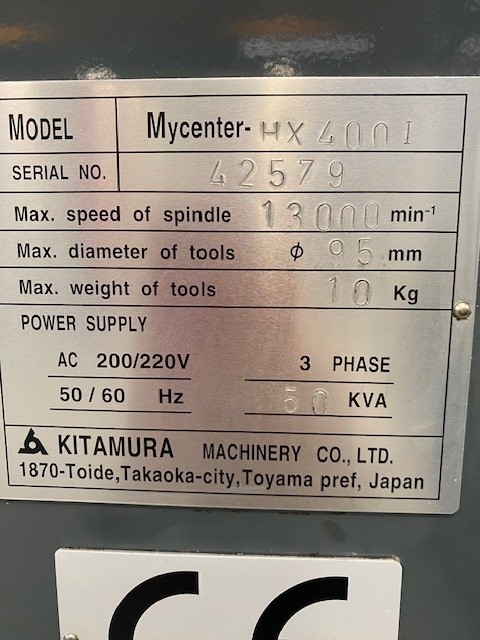 MODEL Mycenter-HX400I
SERIAL NO. 42579
Max. speed of spindle 13000 min-1
Max. diameter of tools φ 95 mm
Max. weight of tools 10 Kg
POWER SUPPLY
AC 200/220V 3 PHASE
50/60 Hz 50 KVA
KITAMURA MACHINERY CO.,LTD.
1870-Toide,Takaoka-city,Toyama pref, Japan
CE